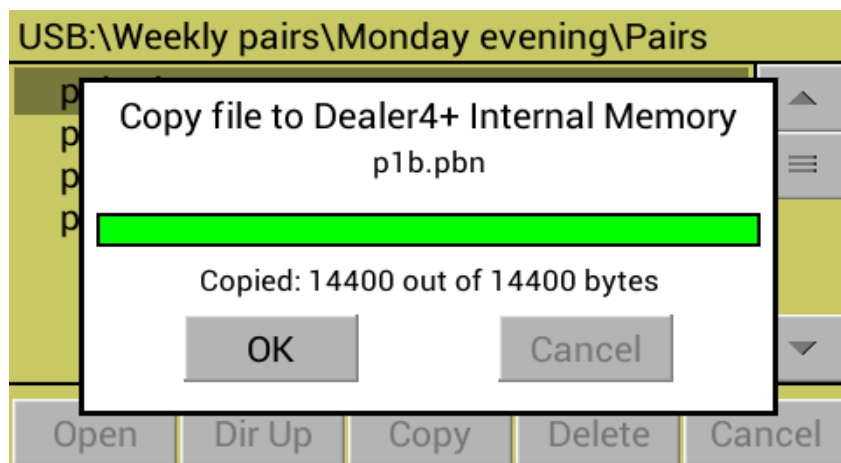 USB:\Weekly pairs\Monday evening\Pairs
Copy file to Dealer4+ Internal Memory
p1b.pbn
Copied: 14400 out of 14400 bytes
OK Cancel
Open Dir Up Copy Delete Cancel